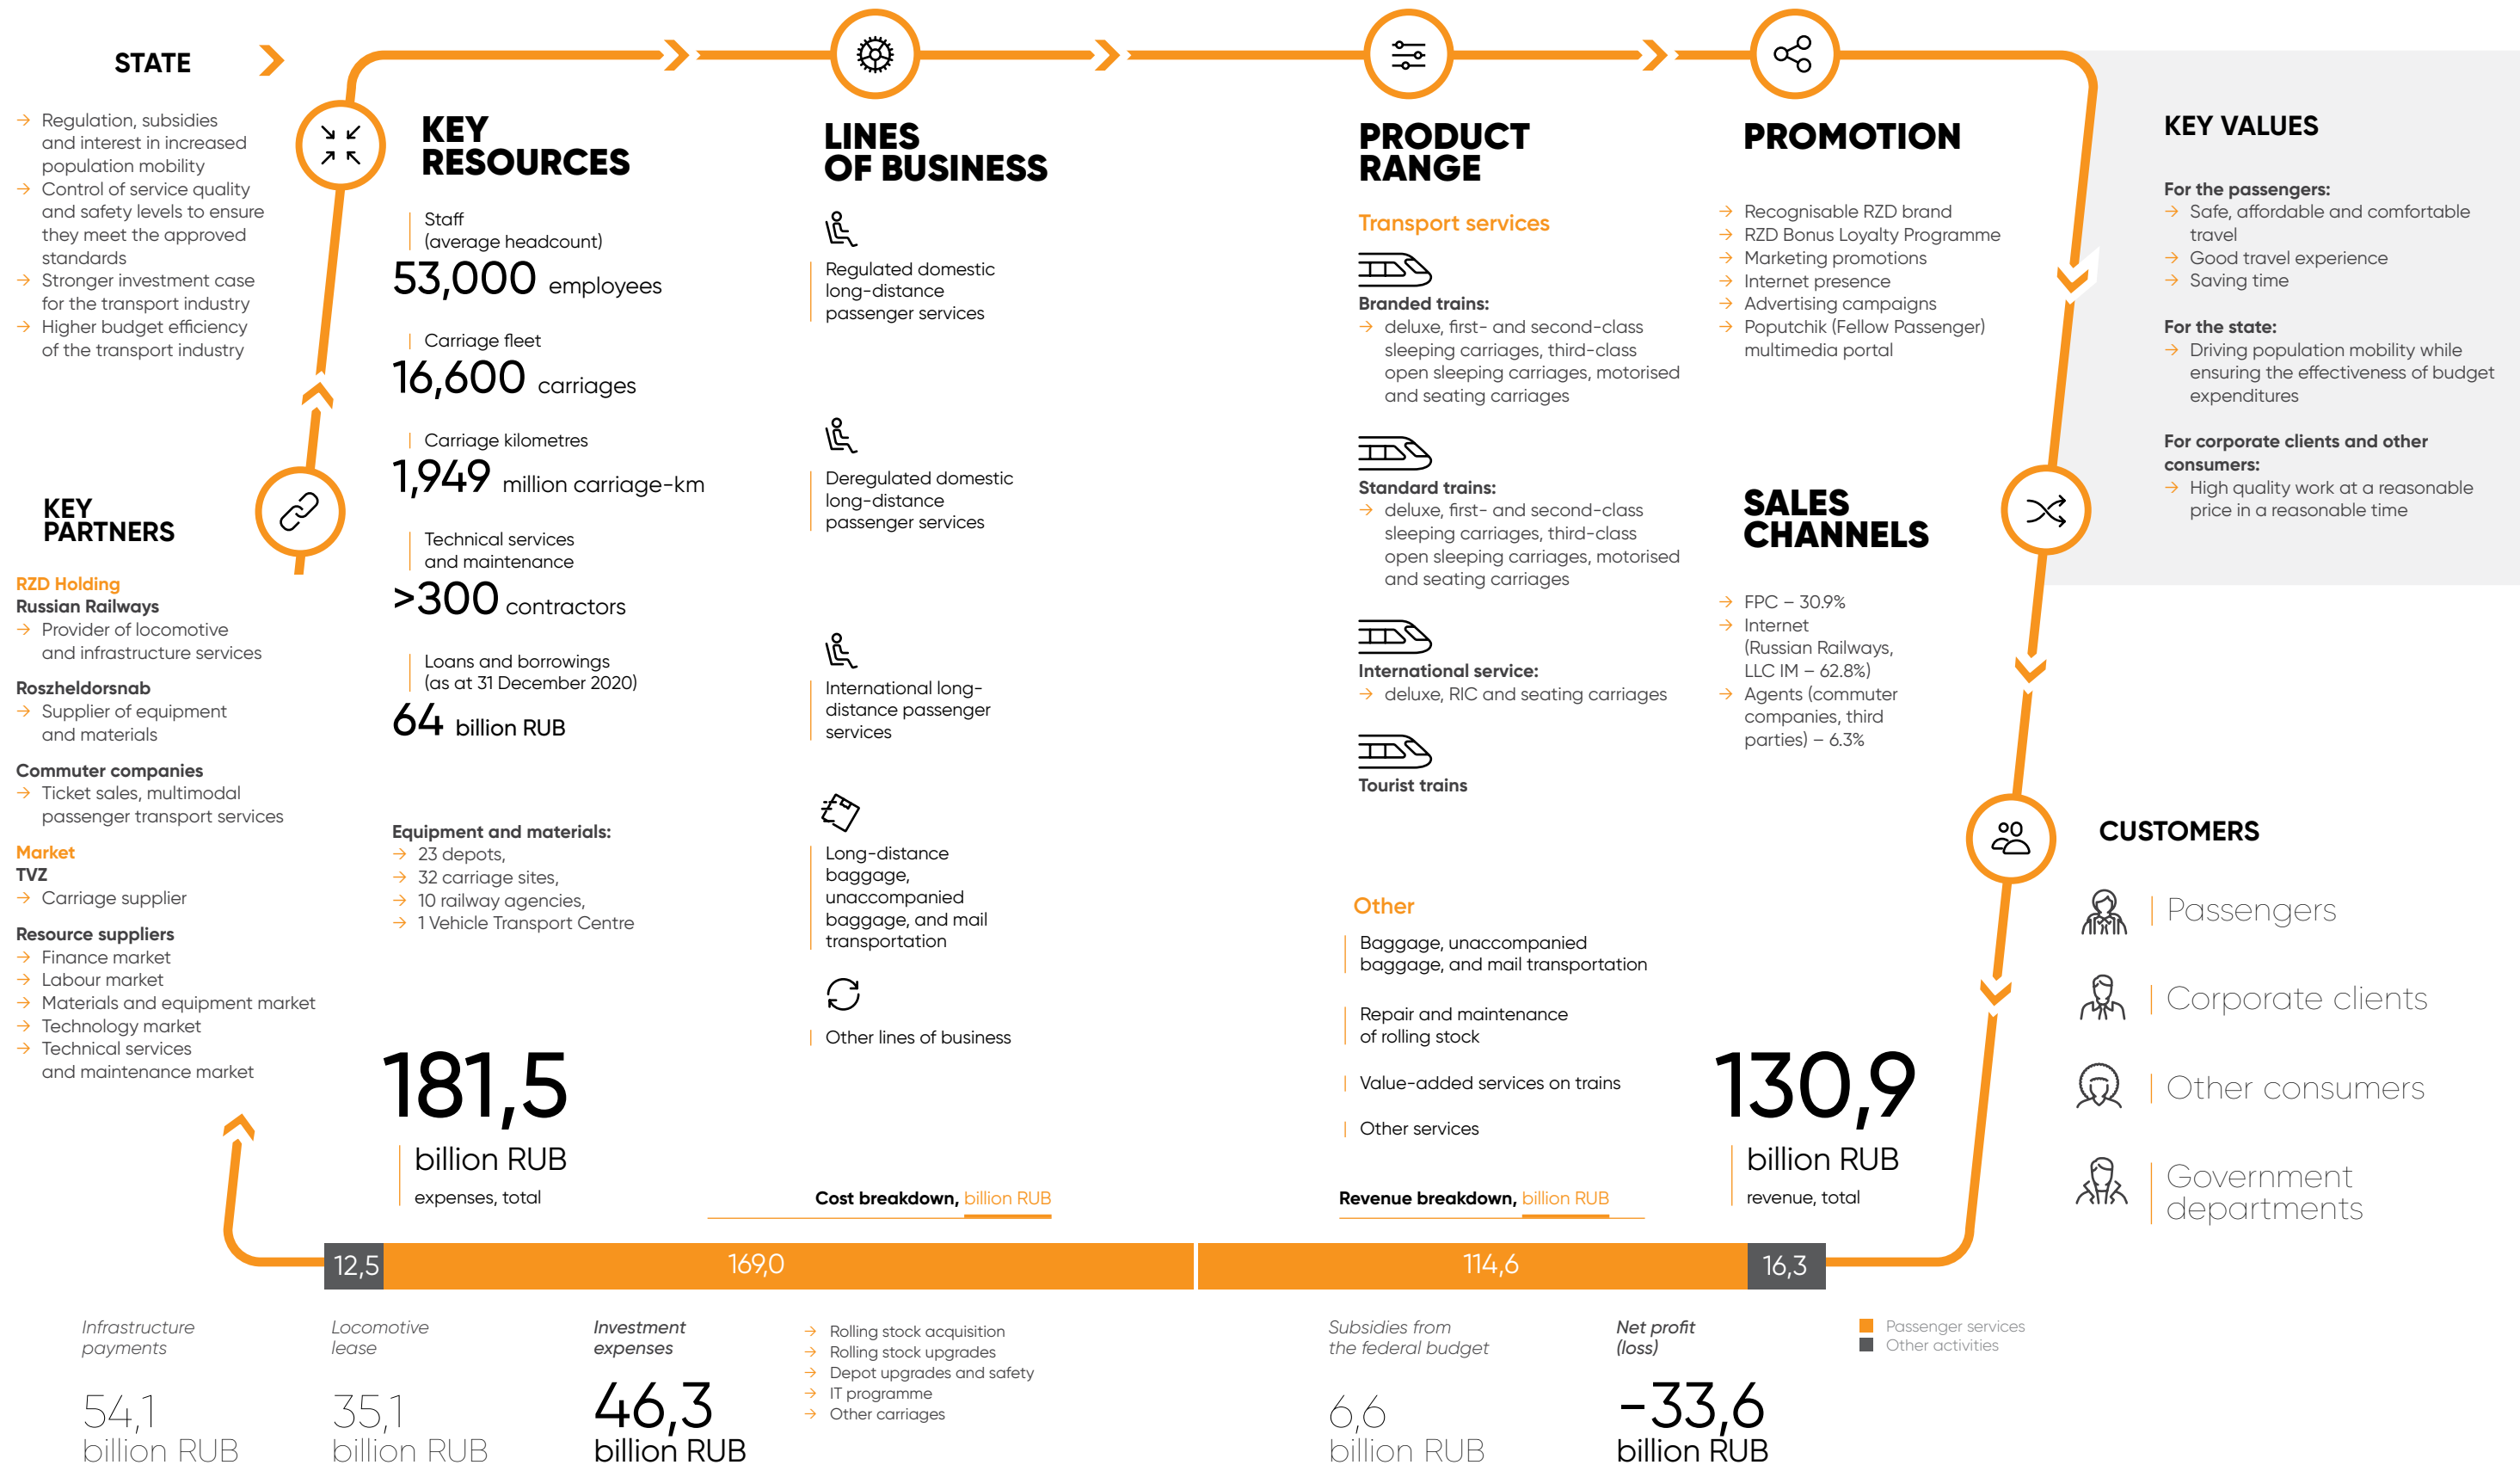 STATE
Regulation, subsidies
and interest in increased
population mobility
Control of service quality
and safety levels to ensure
they meet the approved
standards
Stronger investment case
for the transport industry
Higher budget efficiency
of the transport industry
KEY
PARTNERS
RZD Holding
Russian Railways
Provider of locomotive
and infrastructure services
Roszheldorsnab
Supplier of equipment
and materials
Commuter companies
Ticket sales, multimodal
passenger transport services
Market
TVZ
Carriage supplier
Resource suppliers
Finance market
Labour market
Materials and equipment market
Technology market
Technical services
and maintenance market
KEY
RESOURCES
Staff
(average headcount)
53,000 employees
Carriage fleet
16,600 carriages
Carriage kilometres
1,949 million carriage-km
Technical services
and maintenance
>300 contractors
Loans and borrowings
(as at 31 December 2020)
64 billion RUB
Equipment and materials:
23 depots,
32 carriage sites,
10 railway agencies,
1 Vehicle Transport Centre
181,5
billion RUB
expenses, total
LINES
OF BUSINESS
Regulated domestic
long-distance
passenger services
Deregulated domestic
long-distance
passenger services
International long-
distance passenger
services
Long-distance
baggage,
unaccompanied
baggage, and mail
transportation
Other lines of business
Cost breakdown, billion RUB
PRODUCT
RANGE
Transport services
Branded trains:
deluxe, first- and second-class
sleeping carriages, third-class
open sleeping carriages, motorised
and seating carriages
Standard trains:
deluxe, first- and second-class
sleeping carriages, third-class
open sleeping carriages, motorised
and seating carriages
International service:
deluxe, RIC and seating carriages
Tourist trains
Other
Baggage, unaccompanied
baggage, and mail transportation
Repair and maintenance
of rolling stock
Value-added services on trains
Other services
Revenue breakdown, billion RUB
PROMOTION
Recognisable RZD brand
RZD Bonus Loyalty Programme
Marketing promotions
Internet presence
Advertising campaigns
Poputchik (Fellow Passenger)
multimedia portal
SALES
CHANNELS
FPC – 30.9%
Internet
(Russian Railways,
LLC IM – 62.8%)
Agents (commuter
companies, third
parties) – 6.3%
130,9
billion RUB
revenue, total
KEY VALUES
For the passengers:
Safe, affordable and comfortable
travel
Good travel experience
Saving time
For the state:
Driving population mobility while
ensuring the effectiveness of budget
expenditures
For corporate clients and other
consumers:
High quality work at a reasonable
price in a reasonable time
CUSTOMERS
Passengers
Corporate clients
Other consumers
Government
departments
12,5
169,0
114,6
16,3
Infrastructure
payments
54,1
billion RUB
Locomotive
lease
35,1
billion RUB
Investment
expenses
46,3
billion RUB
Rolling stock acquisition
Rolling stock upgrades
Depot upgrades and safety
IT programme
Other carriages
Subsidies from
the federal budget
6,6
billion RUB
Net profit
(loss)
-33,6
billion RUB
Passenger services
Other activities